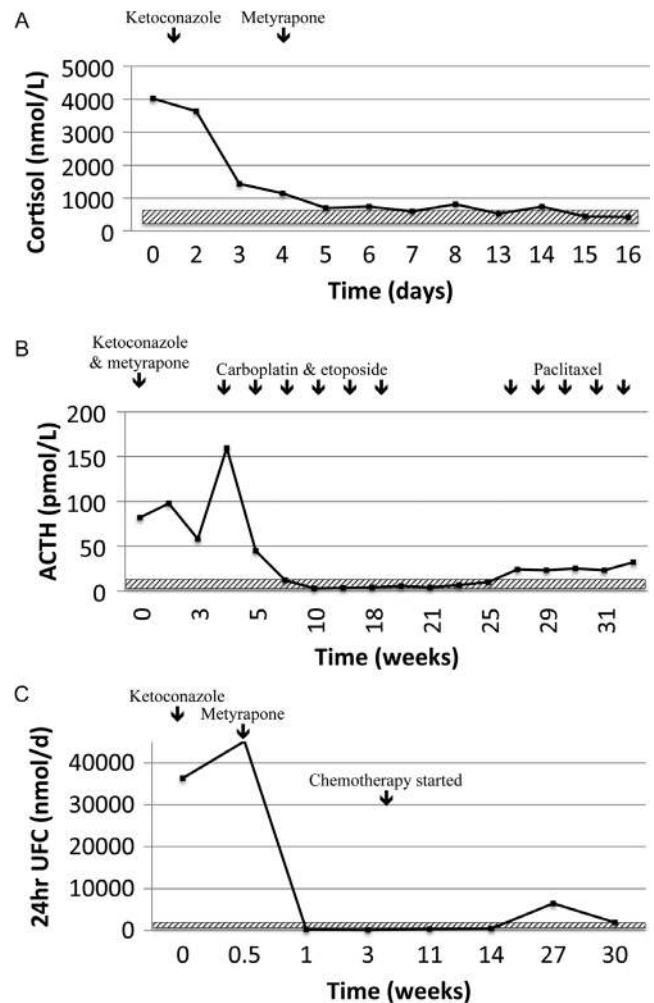 A
Ketoconazole Metyrapone
5000
4000
3000
2000
1000
0
Cortisol (nmol/L)
0 2 3 4 5 6 7 8 13 14 15 16
Time (days)
B
Ketoconazole
& metyrapone
Carboplatin & etoposide Paclitaxel
200
150
100
50
0
ACTH (pmol/L)
0 3 5 10 18 21 25 29 31
Time (weeks)
C
Ketoconazole
Metyrapone
Chemotherapy started
40000
30000
20000
10000
0
24hr UFC (nmol/d)
0 0.5 1 3 11 14 27 30
Time (weeks)